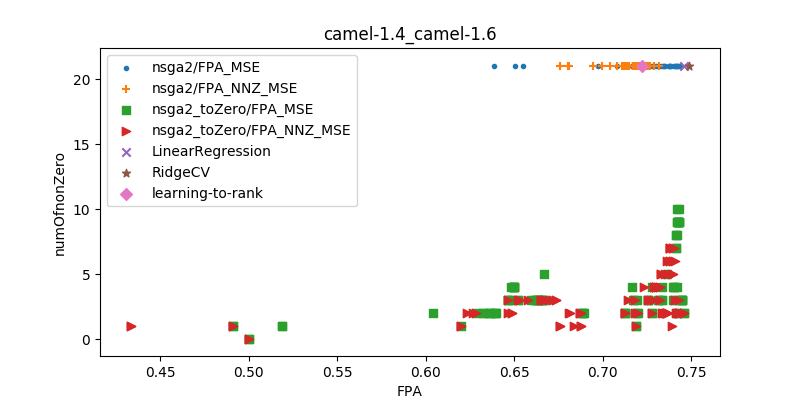 camel-1.4_camel-1.6
nsga2/FPA_MSE
nsga2/FPA_NNZ_MSE
nsga2_toZero/FPA_MSE
nsga2_toZero/FPA_NNZ_MSE
LinearRegression
RidgeCV
learning-to-rank
numOfnonZero
20
15
10
5
0
0.45 0.50 0.55 0.60 0.65 0.70 0.75
FPA